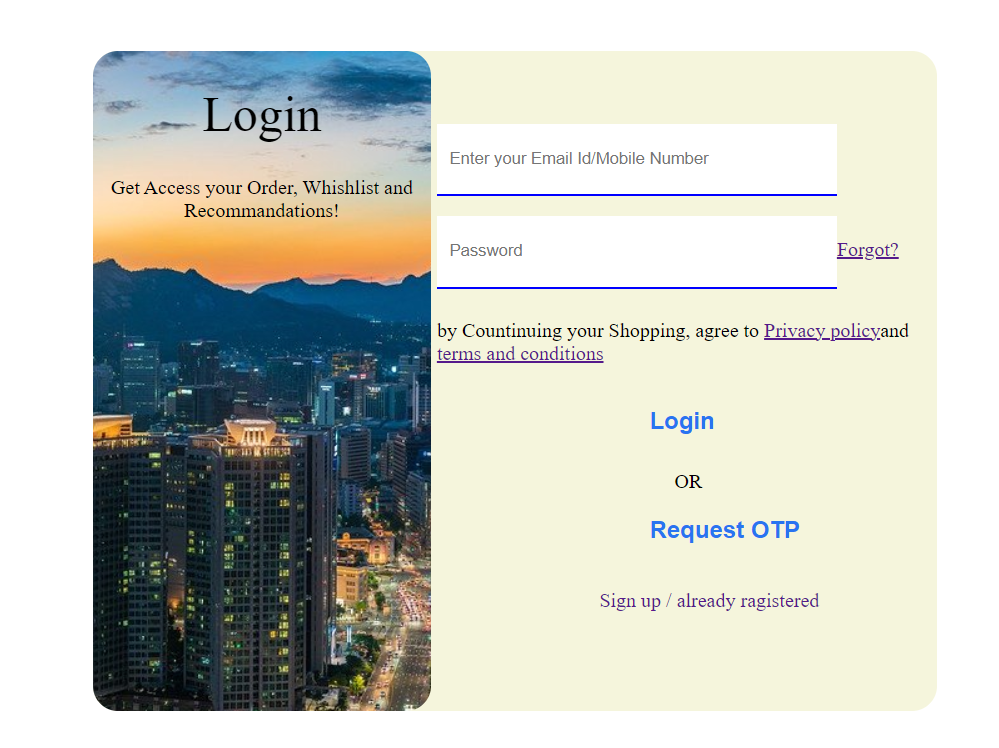 Login
Get Access your Order, Whishlist and
Recommandations!
Enter your Email Id/Mobile Number
Password
Forgot?
by Countinuing your Shopping, agree to Privacy policyand
terms and conditions
Login
OR
Request OTP
Sign up / already ragistered